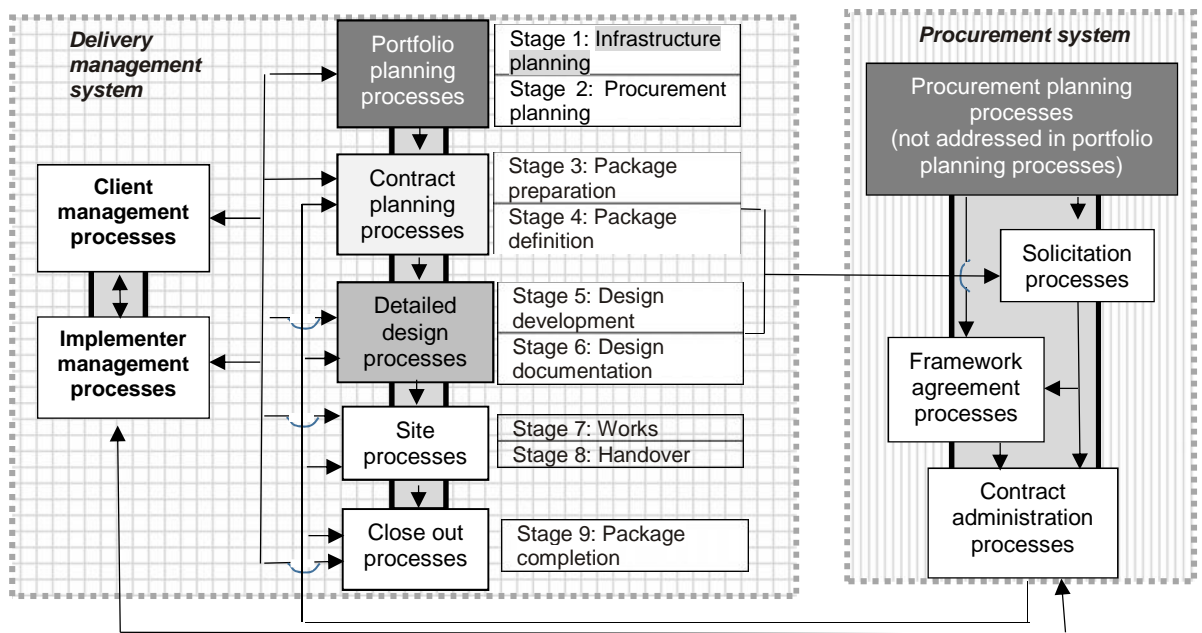 Delivery
management
system
Portfolio
planning
processes
Stage 1: Infrastructure
planning
Stage 2: Procurement
planning
Client
management
processes
Contract
planning
processes
Stage 3: Package
preparation
Stage 4: Package
definition
Implementer
management
processes
Detailed
design
processes
Stage 5: Design
development
Stage 6: Design
documentation
Site
processes
Stage 7: Works
Stage 8: Handover
Close out
processes
Stage 9: Package
completion
Procurement system
Procurement planning
processes
(not addressed in portfolio
planning processes)
Solicitation
processes
Framework
agreement
processes
Contract
administration
processes